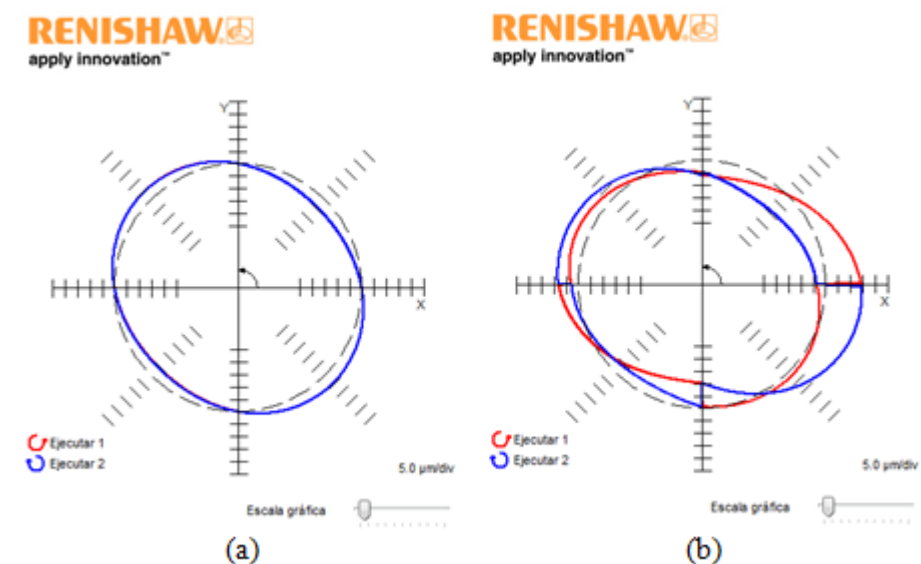 RENISHAW
apply innovation™
Y
X
Ejecutar 1
Ejecutar 2
5.0 µm/div
Escala gráfica
(a)
RENISHAW
apply innovation™
Y
X
Ejecutar 1
Ejecutar 2
5.0 µm/div
Escala gráfica
(b)